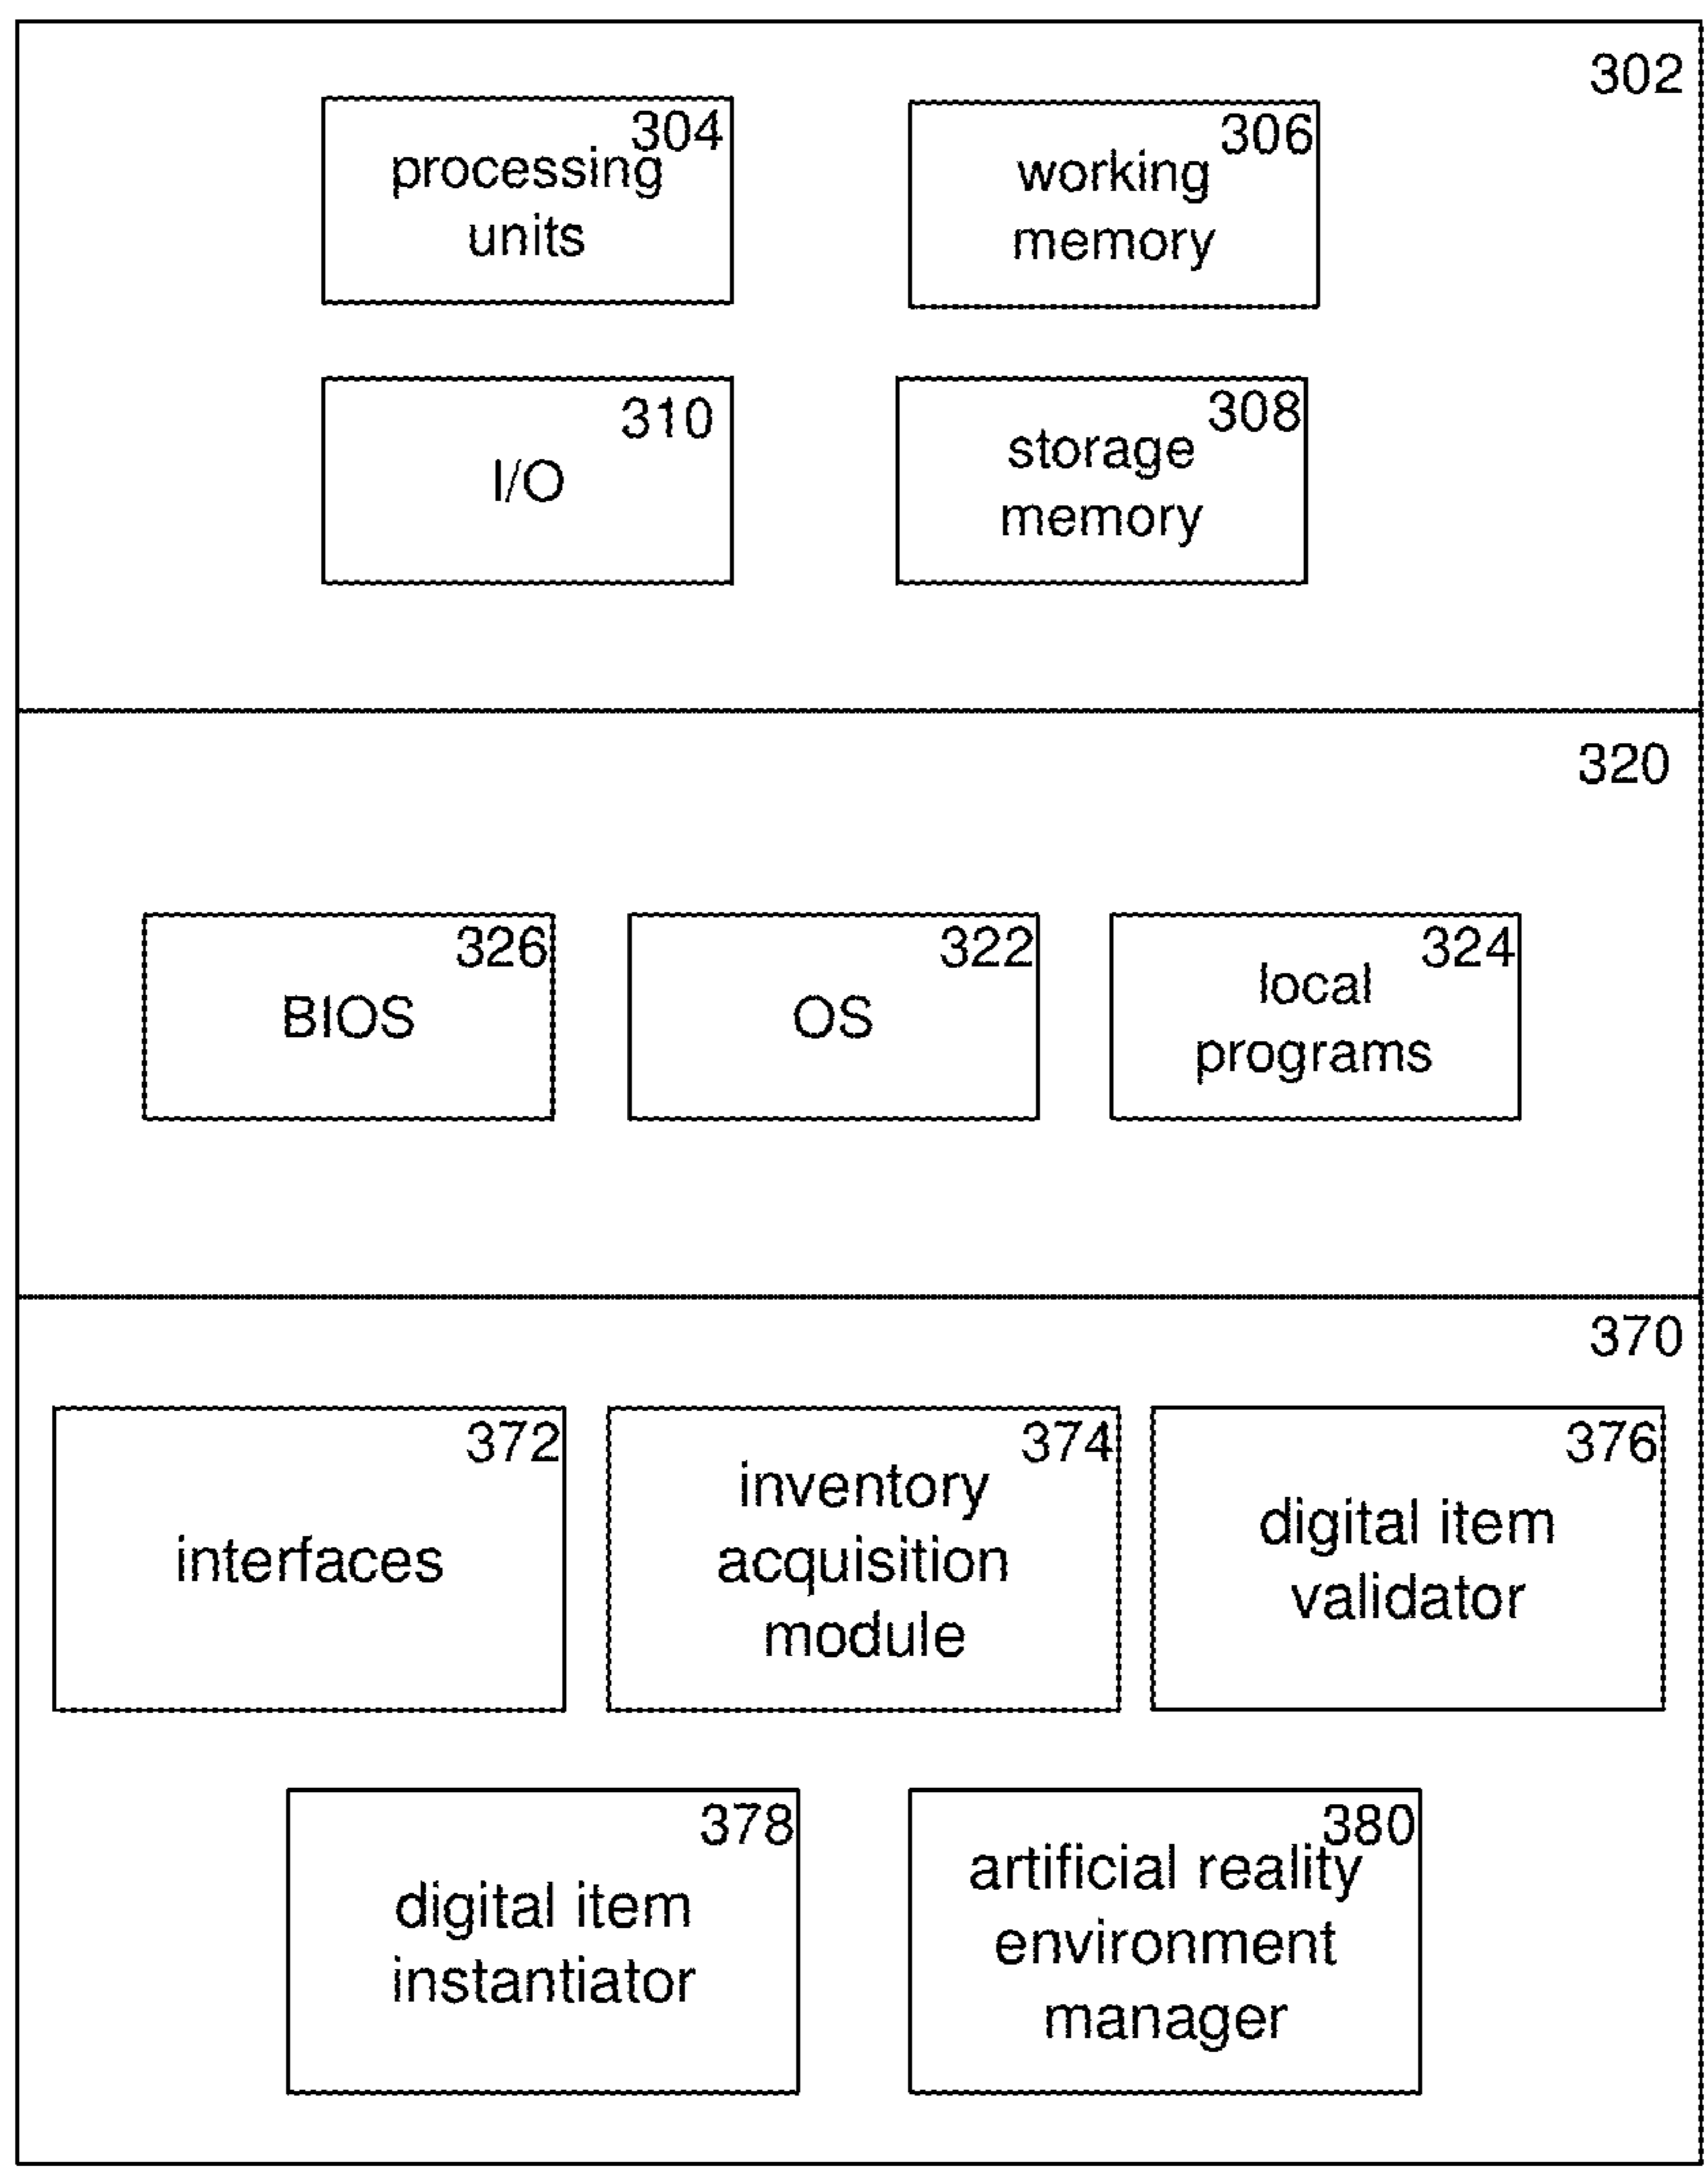 302
304
processing
units
306
working
memory
310
I/O
308
storage
memory
320
326
BIOS
322
OS
324
local
programs
370
372
interfaces
374
inventory
acquisition
module
376
digital item
validator
378
digital item
instantiator
380
artificial reality
environment
manager